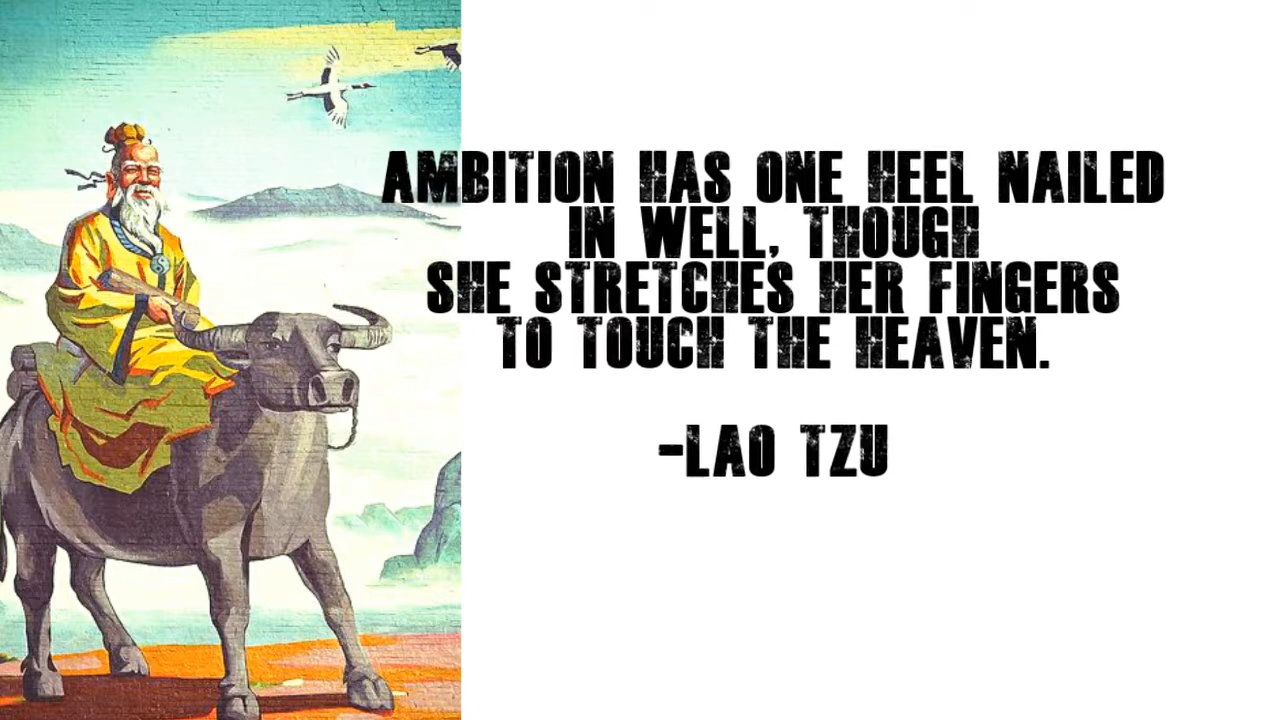 AMBITION HAS ONE HEEL NAILED
IN WELL, THOUGH
SHE STRETCHES HER FINGERS
TO TOUCH THE HEAVEN.
-LAO TZU